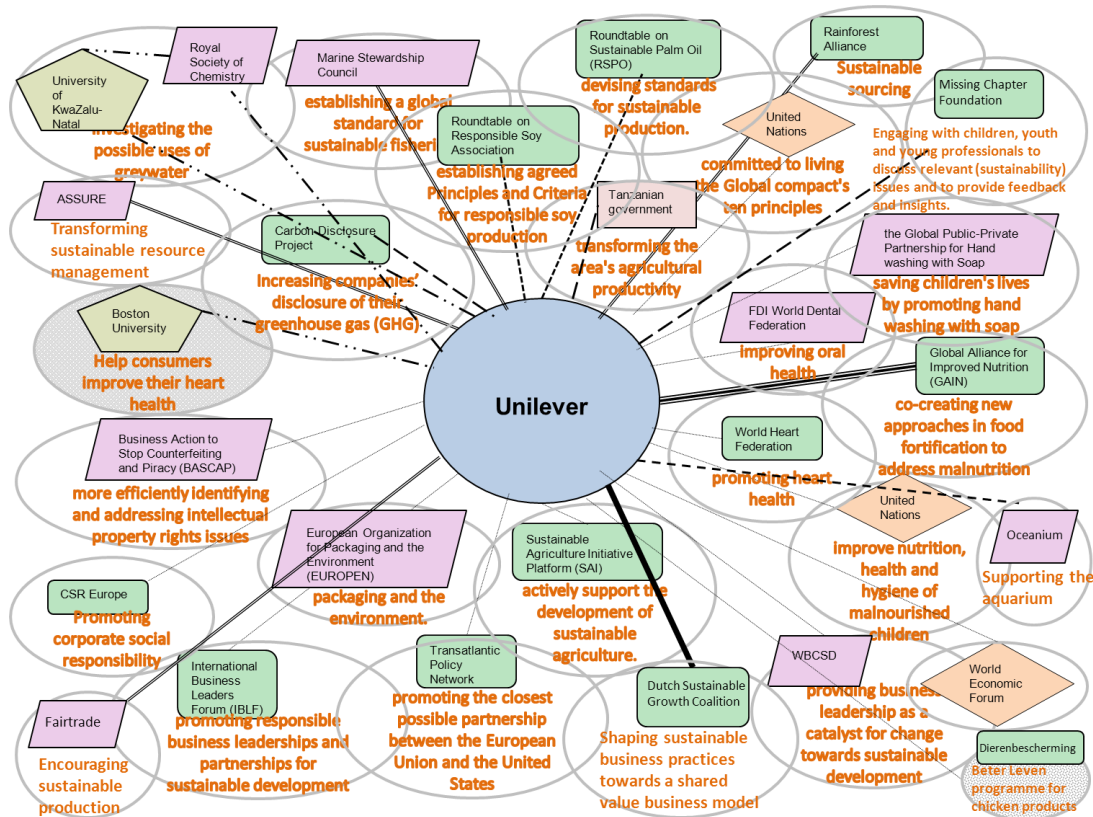 University
of
KwaZalu-
Natal
Investigating the
possible uses of
greywater
Royal
Society of
Chemistry
Marine Stewardship
Council
establishing a global
standard for
sustainable fisheri
Roundtable on
Responsible Soy
Association
establishing agreed
Principles and Criteria
for responsible soy
production
Roundtable on
Sustainable Palm Oil
(RSPO)
devising standards
for sustainable
production.
Rainforest
Alliance
Sustainable
sourcing
United
Nations
committed to living
the Global compact's
ten principles
Missing Chapter
Foundation
Engaging with children, youth
and young professionals to
discuss relevant (sustainability)
issues and to provide feedback
and insights.
ASSURE
Transforming
sustainable resource
management
Carbon Disclosure
Project
Increasing companies'
disclosure of their
greenhouse gas (GHG)
Tanzanian
government
transforming the
area's agricultural
productivity
the Global Public-Private
Partnership for Hand
washing with Soap
saving children's lives
by promoting hand
washing with soap
Boston
University
Help consumers
improve their heart
health
FDI World Dental
Federation
improving oral
health
Global Alliance for
Improved Nutrition
(GAIN)
co-creating new
approaches in food
fortification to
address malnutrition
Unilever
Business Action to
Stop Counterfeiting
and Piracy (BASCAP)
more efficiently identifying
and addressing intellectual
property rights issues
World Heart
Federation
promoting heart
health
European Organization
for Packaging and the
Environment
(EUROPEN)
packaging and the
environment.
Sustainable
Agriculture Initiative
Platform (SAI)
actively support the
development of
sustainable
agriculture.
United
Nations
improve nutrition,
health and
hygiene of
malnourished
children
Oceanium
Supporting the
aquarium
CSR Europe
Promoting
corporate social
responsibility
International
Business
Leaders
Forum (IBLF)
promoting responsible
business leaderships and
partnerships for
sustainable development
Transatlantic
Policy
Network
promoting the closest
possible partnership
between the European
Union and the United
States
Dutch Sustainable
Growth Coalition
Shaping sustainable
business practices
towards a shared
value business model
WBCSD
providing business
leadership as a
catalyst for change
towards sustainable
development
World
Economic
Forum
Fairtrade
Encouraging
sustainable
production
Dierenbescherming
Beter Leven
programme for
chicken products